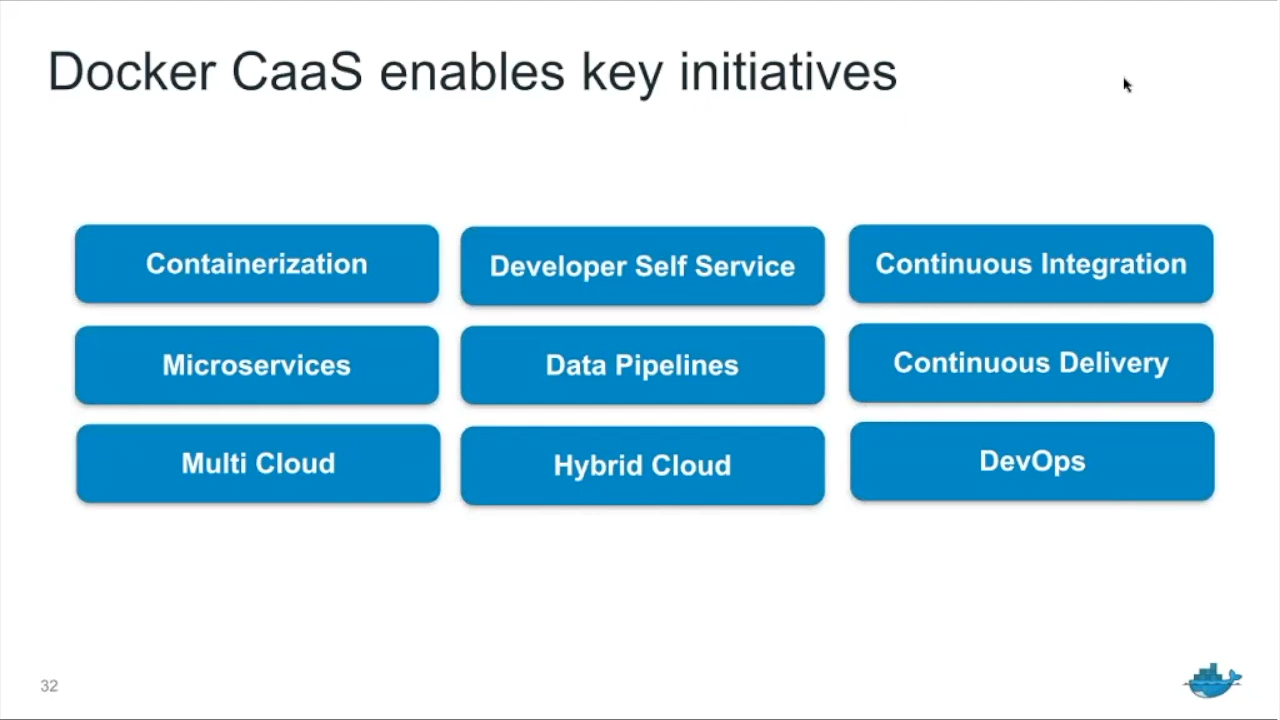 Docker CaaS enables key initiatives
Containerization
Developer Self Service
Continuous Integration
Microservices
Data Pipelines
Continuous Delivery
Multi Cloud
Hybrid Cloud
DevOps
32